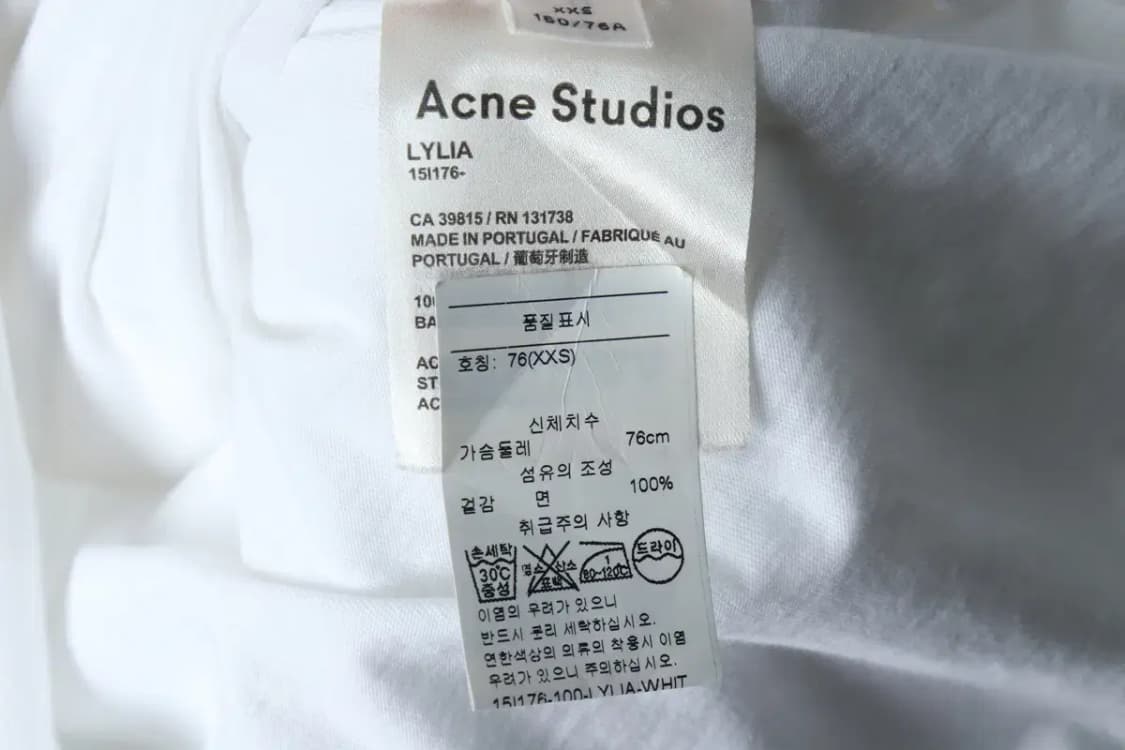 XXS
160/76A
Acne Studios
LYLIA
15I176-
CA 39815 / RN 131738
MADE IN PORTUGAL / FABRIQUÉ AU
PORTUGAL / 葡萄牙制造
품질표시
호칭: 76(XXS)
신체치수
가슴둘레 76cm
섬유의 조성
겉감 면 100%
취급주의 사항
손세탁 30℃ 중성
염소 산소 표백
1 80~120℃
드라이
이염의 우려가 있으니
반드시 분리 세탁하십시오.
연한색상의 의류의 착용시 이염
우려가 있으니 주의하십시오.
15I176-100-LYLIA-WHIT